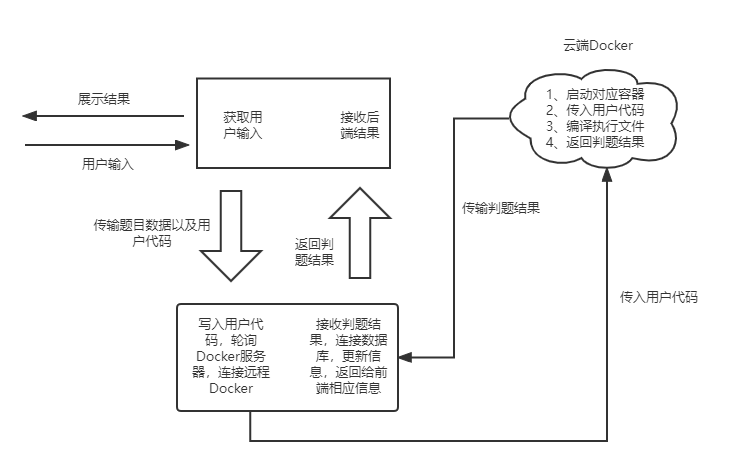 云端Docker
1、启动对应容器
2、传入用户代码
3、编译执行文件
4、返回判题结果
展示结果
用户输入
获取用
户输入
接收后
端结果
传输题目数据以及用
户代码
返回判
题结果
传输判题结果
传入用户代码
写入用户代
码，轮询
Docker服务
器，连接远程
Docker
接收判题结
果，连接数据
库，更新信
息，返回给前
端相应信息